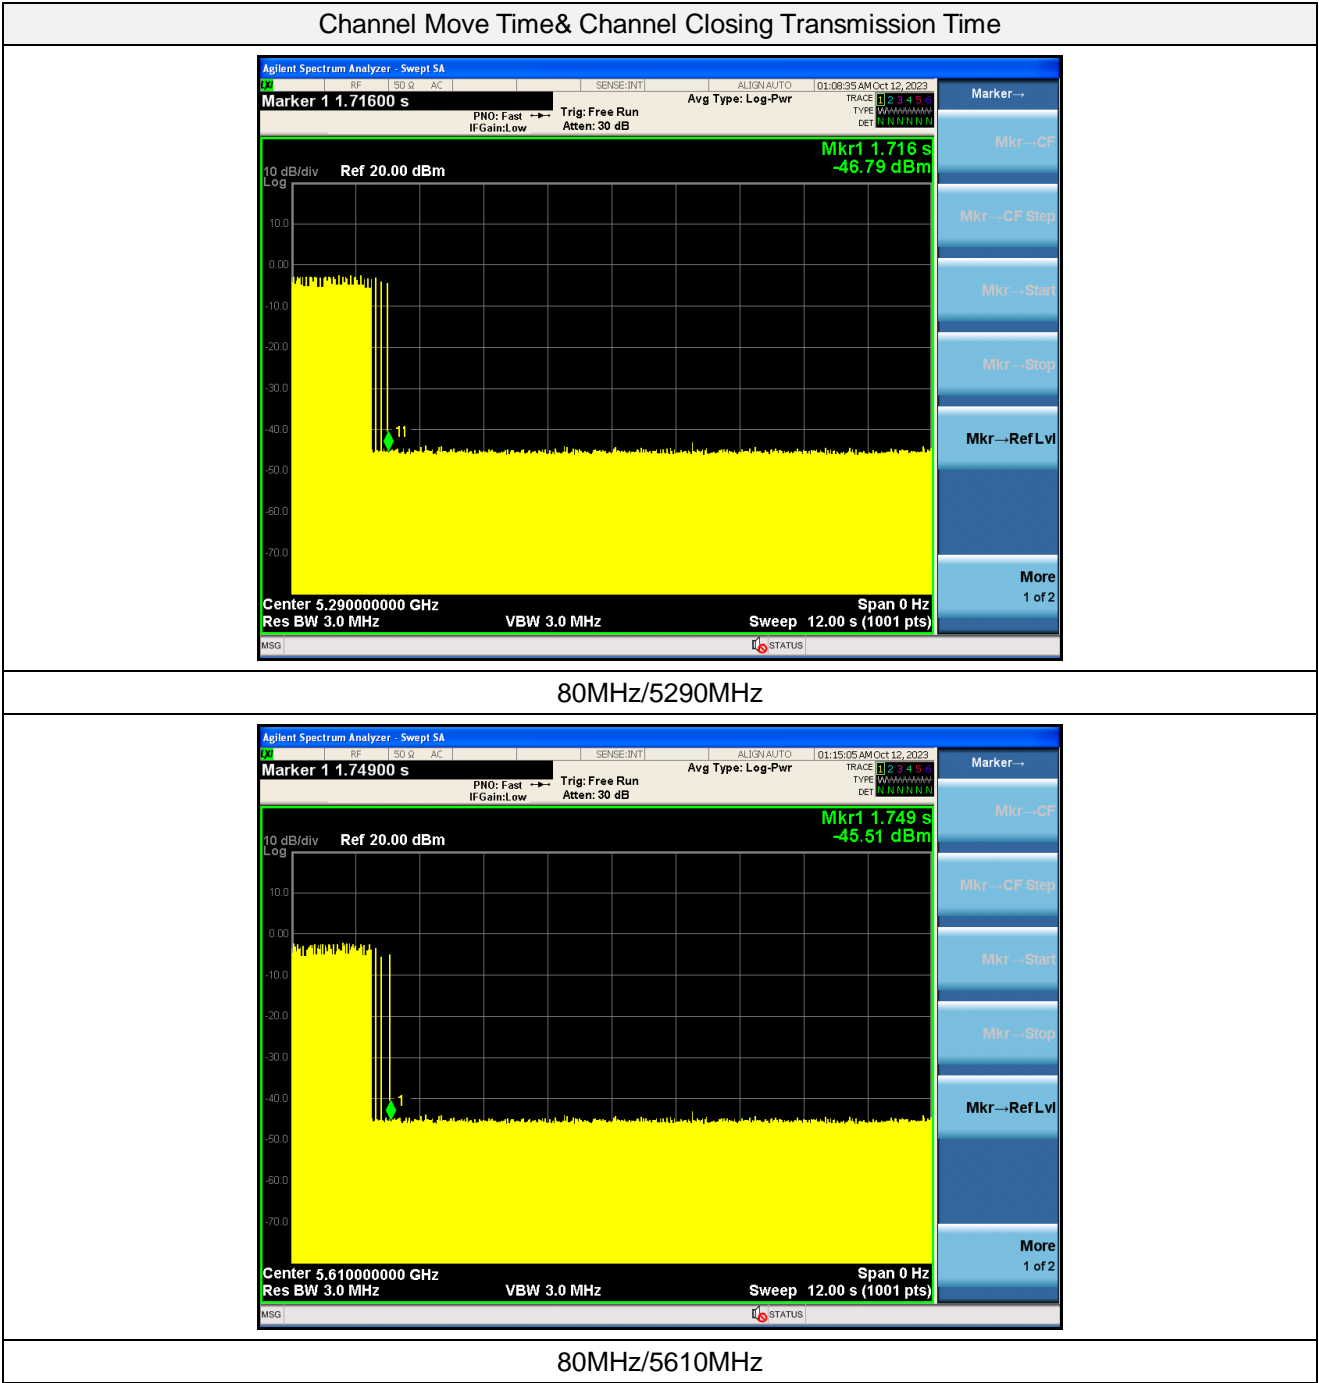 Channel Move Time& Channel Closing Transmission Time
Agilent Spectrum Analyzer - Swept SA
LXI RF 50 Ω AC SENSE:INT ALIGN AUTO 01:08:35 AM Oct 12, 2023
Marker 1 1.71600 s
PNO: Fast
IFGain:Low
Trig: Free Run
Atten: 30 dB
Avg Type: Log-Pwr
TRACE 1 2 3 4 5 6
TYPE W
DET N N N N N N
Marker→
Mkr→CF
Mkr→CF Step
Mkr→Start
Mkr→Stop
Mkr→Ref Lvl
More
1 of 2
Mkr1 1.716 s
-46.79 dBm
10 dB/div Ref 20.00 dBm
Log
10.0
0.00
-10.0
-20.0
-30.0
-40.0
-50.0
-60.0
-70.0
11
Center 5.290000000 GHz Span 0 Hz
Res BW 3.0 MHz VBW 3.0 MHz Sweep 12.00 s (1001 pts)
MSG STATUS
80MHz/5290MHz
Agilent Spectrum Analyzer - Swept SA
LXI RF 50 Ω AC SENSE:INT ALIGN AUTO 01:15:05 AM Oct 12, 2023
Marker 1 1.74900 s
PNO: Fast
IFGain:Low
Trig: Free Run
Atten: 30 dB
Avg Type: Log-Pwr
TRACE 1 2 3 4 5 6
TYPE W
DET N N N N N N
Marker→
Mkr→CF
Mkr→CF Step
Mkr→Start
Mkr→Stop
Mkr→Ref Lvl
More
1 of 2
Mkr1 1.749 s
-45.51 dBm
10 dB/div Ref 20.00 dBm
Log
10.0
0.00
-10.0
-20.0
-30.0
-40.0
-50.0
-60.0
-70.0
1
Center 5.610000000 GHz Span 0 Hz
Res BW 3.0 MHz VBW 3.0 MHz Sweep 12.00 s (1001 pts)
MSG STATUS
80MHz/5610MHz